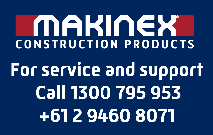 MAKINEX
CONSTRUCTION PRODUCTS
For service and support
Call 1300 795 953
+61 2 9460 8071